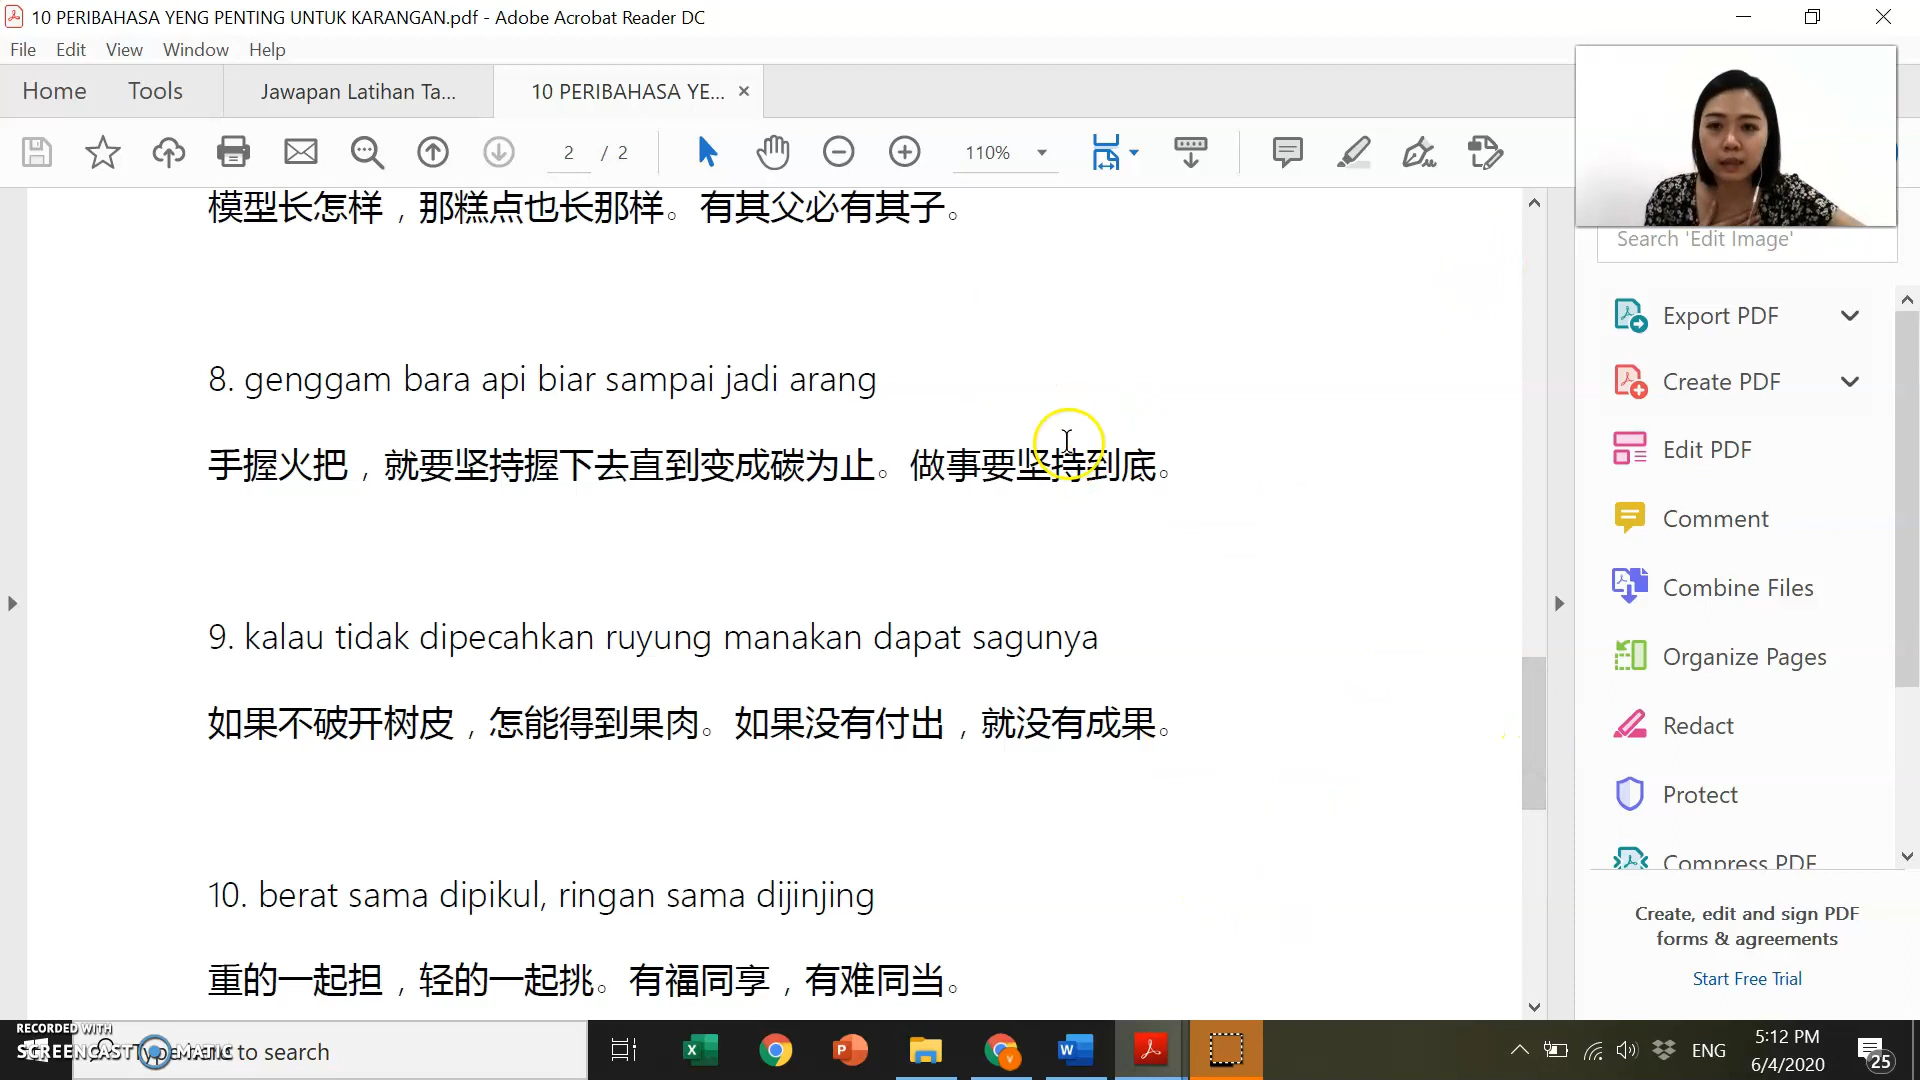 10 PERIBAHASA YENG PENTING UNTUK KARANGAN.pdf - Adobe Acrobat Reader DC
File Edit View Window Help
Home Tools Jawapan Latihan Ta... 10 PERIBAHASA YE...
2 / 2 110%
模型长怎样，那糕点也长那样。有其父必有其子。
8. genggam bara api biar sampai jadi arang
手握火把，就要坚持握下去直到变成碳为止。做事要坚持到底。
9. kalau tidak dipecahkan ruyung manakan dapat sagunya
如果不破开树皮，怎能得到果肉。如果没有付出，就没有成果。
10. berat sama dipikul, ringan sama dijinjing
重的一起担，轻的一起挑。有福同享，有难同当。
Search 'Edit Image'
Export PDF
Create PDF
Edit PDF
Comment
Combine Files
Organize Pages
Redact
Protect
Compress PDF
Create, edit and sign PDF
forms & agreements
Start Free Trial
RECORDED WITH
SCREENCAST MATIC
to search
ENG
5:12 PM
6/4/2020
25